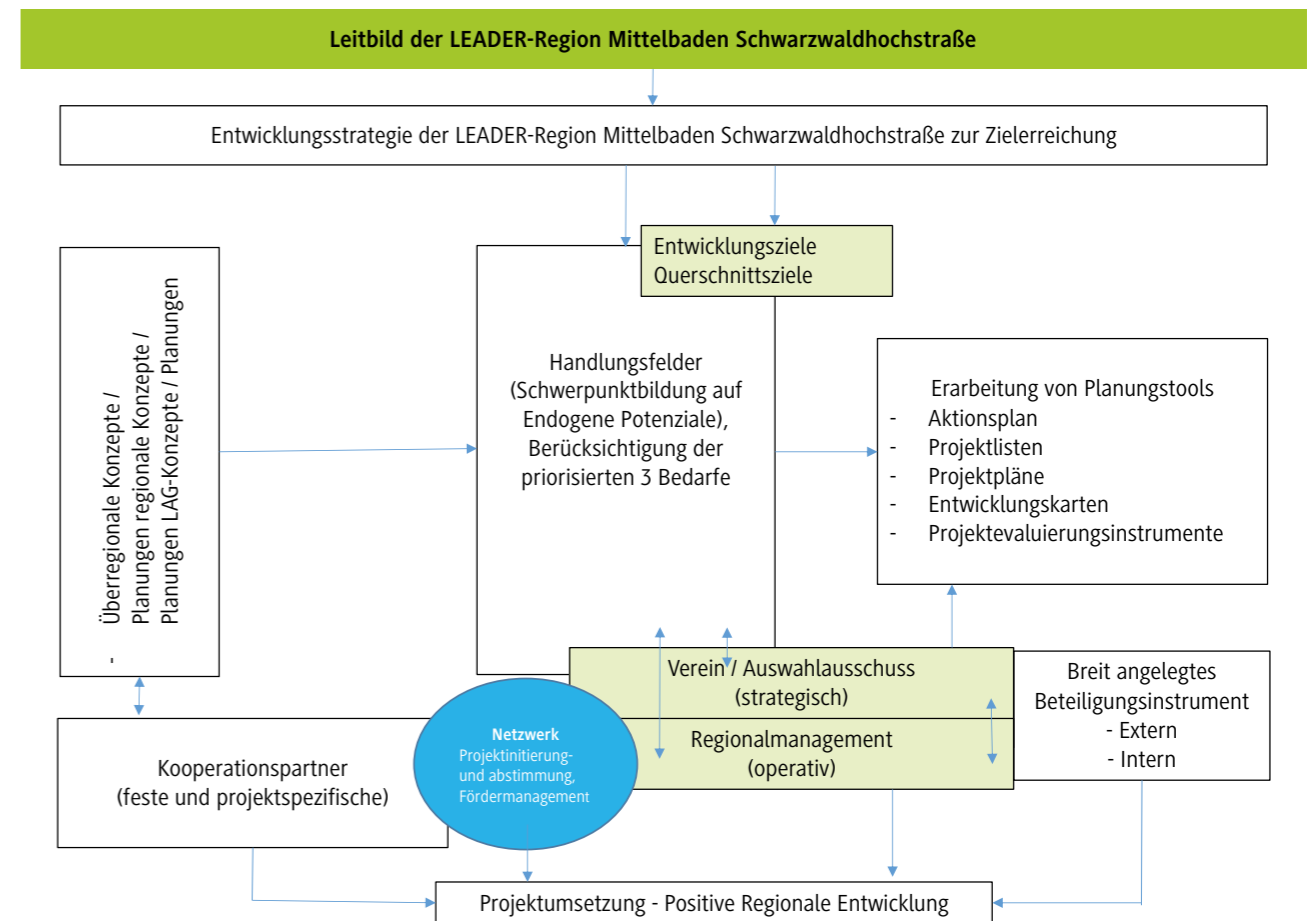 Leitbild der LEADER-Region Mittelbaden Schwarzwaldhochstraße
Entwicklungsstrategie der LEADER-Region Mittelbaden Schwarzwaldhochstraße zur Zielerreichung
Entwicklungsziele
Querschnittsziele
- Überregionale Konzepte /
Planungen regionale Konzepte /
Planungen LAG-Konzepte / Planungen
Handlungsfelder
(Schwerpunktbildung auf
Endogene Potenziale),
Berücksichtigung der
priorisierten 3 Bedarfe
Erarbeitung von Planungstools
- Aktionsplan
- Projektlisten
- Projektpläne
- Entwicklungskarten
- Projektevaluierungsinstrumente
Verein / Auswahlausschuss
(strategisch)
Regionalmanagement
(operativ)
Breit angelegtes
Beteiligungsinstrument
- Extern
- Intern
Kooperationspartner
(feste und projektspezifische)
Netzwerk
Projektinitierung-
und abstimmung,
Fördermanagement
Projektumsetzung - Positive Regionale Entwicklung